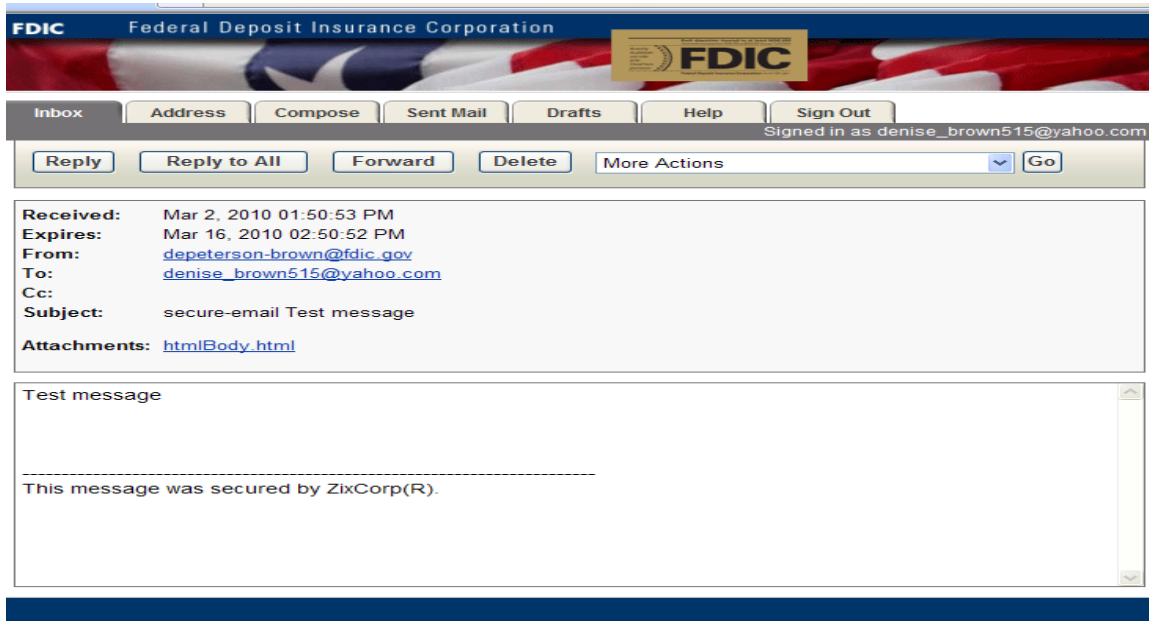 FDIC Federal Deposit Insurance Corporation
FDIC
Inbox Address Compose Sent Mail Drafts Help Sign Out
Signed in as denise_brown515@yahoo.com
Reply Reply to All Forward Delete More Actions Go
Received: Mar 2, 2010 01:50:53 PM
Expires: Mar 16, 2010 02:50:52 PM
From: depeterson-brown@fdic.gov
To: denise_brown515@yahoo.com
Cc:
Subject: secure-email Test message
Attachments: htmlBody.html
Test message
----------------------------------------------------------------------
This message was secured by ZixCorp(R).